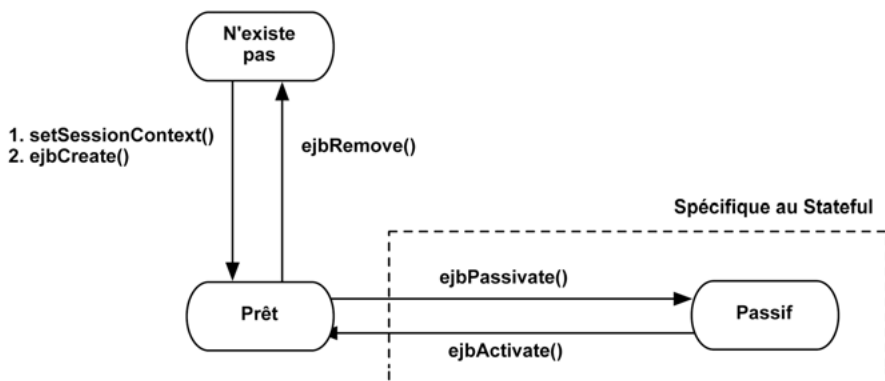 N'existe
pas
1. setSessionContext()
2. ejbCreate()
ejbRemove()
Spécifique au Stateful
ejbPassivate()
Prêt
Passif
ejbActivate()